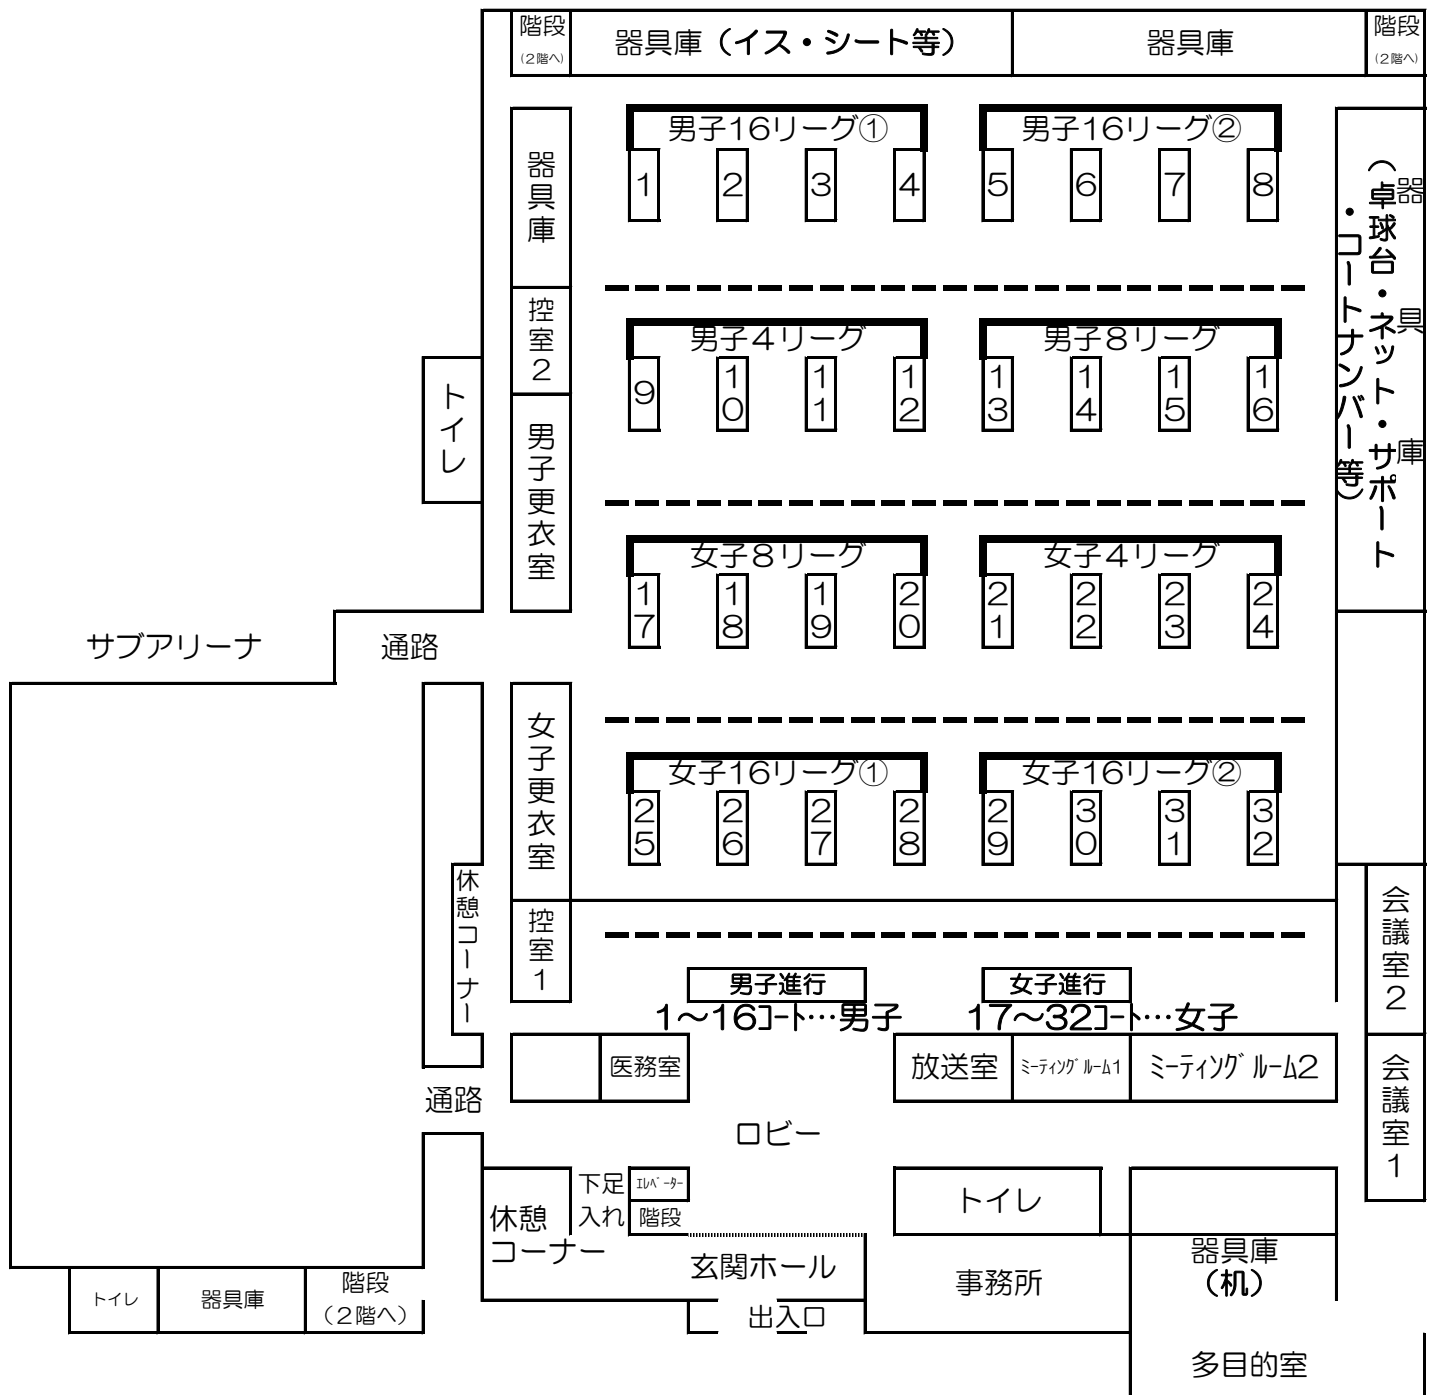 階段
(2階へ)
器具庫(イス・シート等)
器具庫
階段
(2階へ)
男子16リーグ①
男子16リーグ②
1
2
3
4
5
6
7
8
器具庫
器具庫
(卓球台・ネット・サポート
・コートナンバー等)
控室2
男子4リーグ
男子8リーグ
9
10
11
12
13
14
15
16
トイレ
男子更衣室
女子8リーグ
女子4リーグ
17
18
19
20
21
22
23
24
サブアリーナ
通路
女子更衣室
女子16リーグ①
女子16リーグ②
25
26
27
28
29
30
31
32
休憩コーナー
控室1
会議室2
男子進行
女子進行
1~16コート…男子
17~32コート…女子
医務室
放送室
ミーティングルーム1
ミーティングルーム2
会議室1
通路
ロビー
下足
入れ
エレベーター
階段
トイレ
休憩
コーナー
玄関ホール
事務所
器具庫
(机)
トイレ
器具庫
階段
(2階へ)
出入口
多目的室